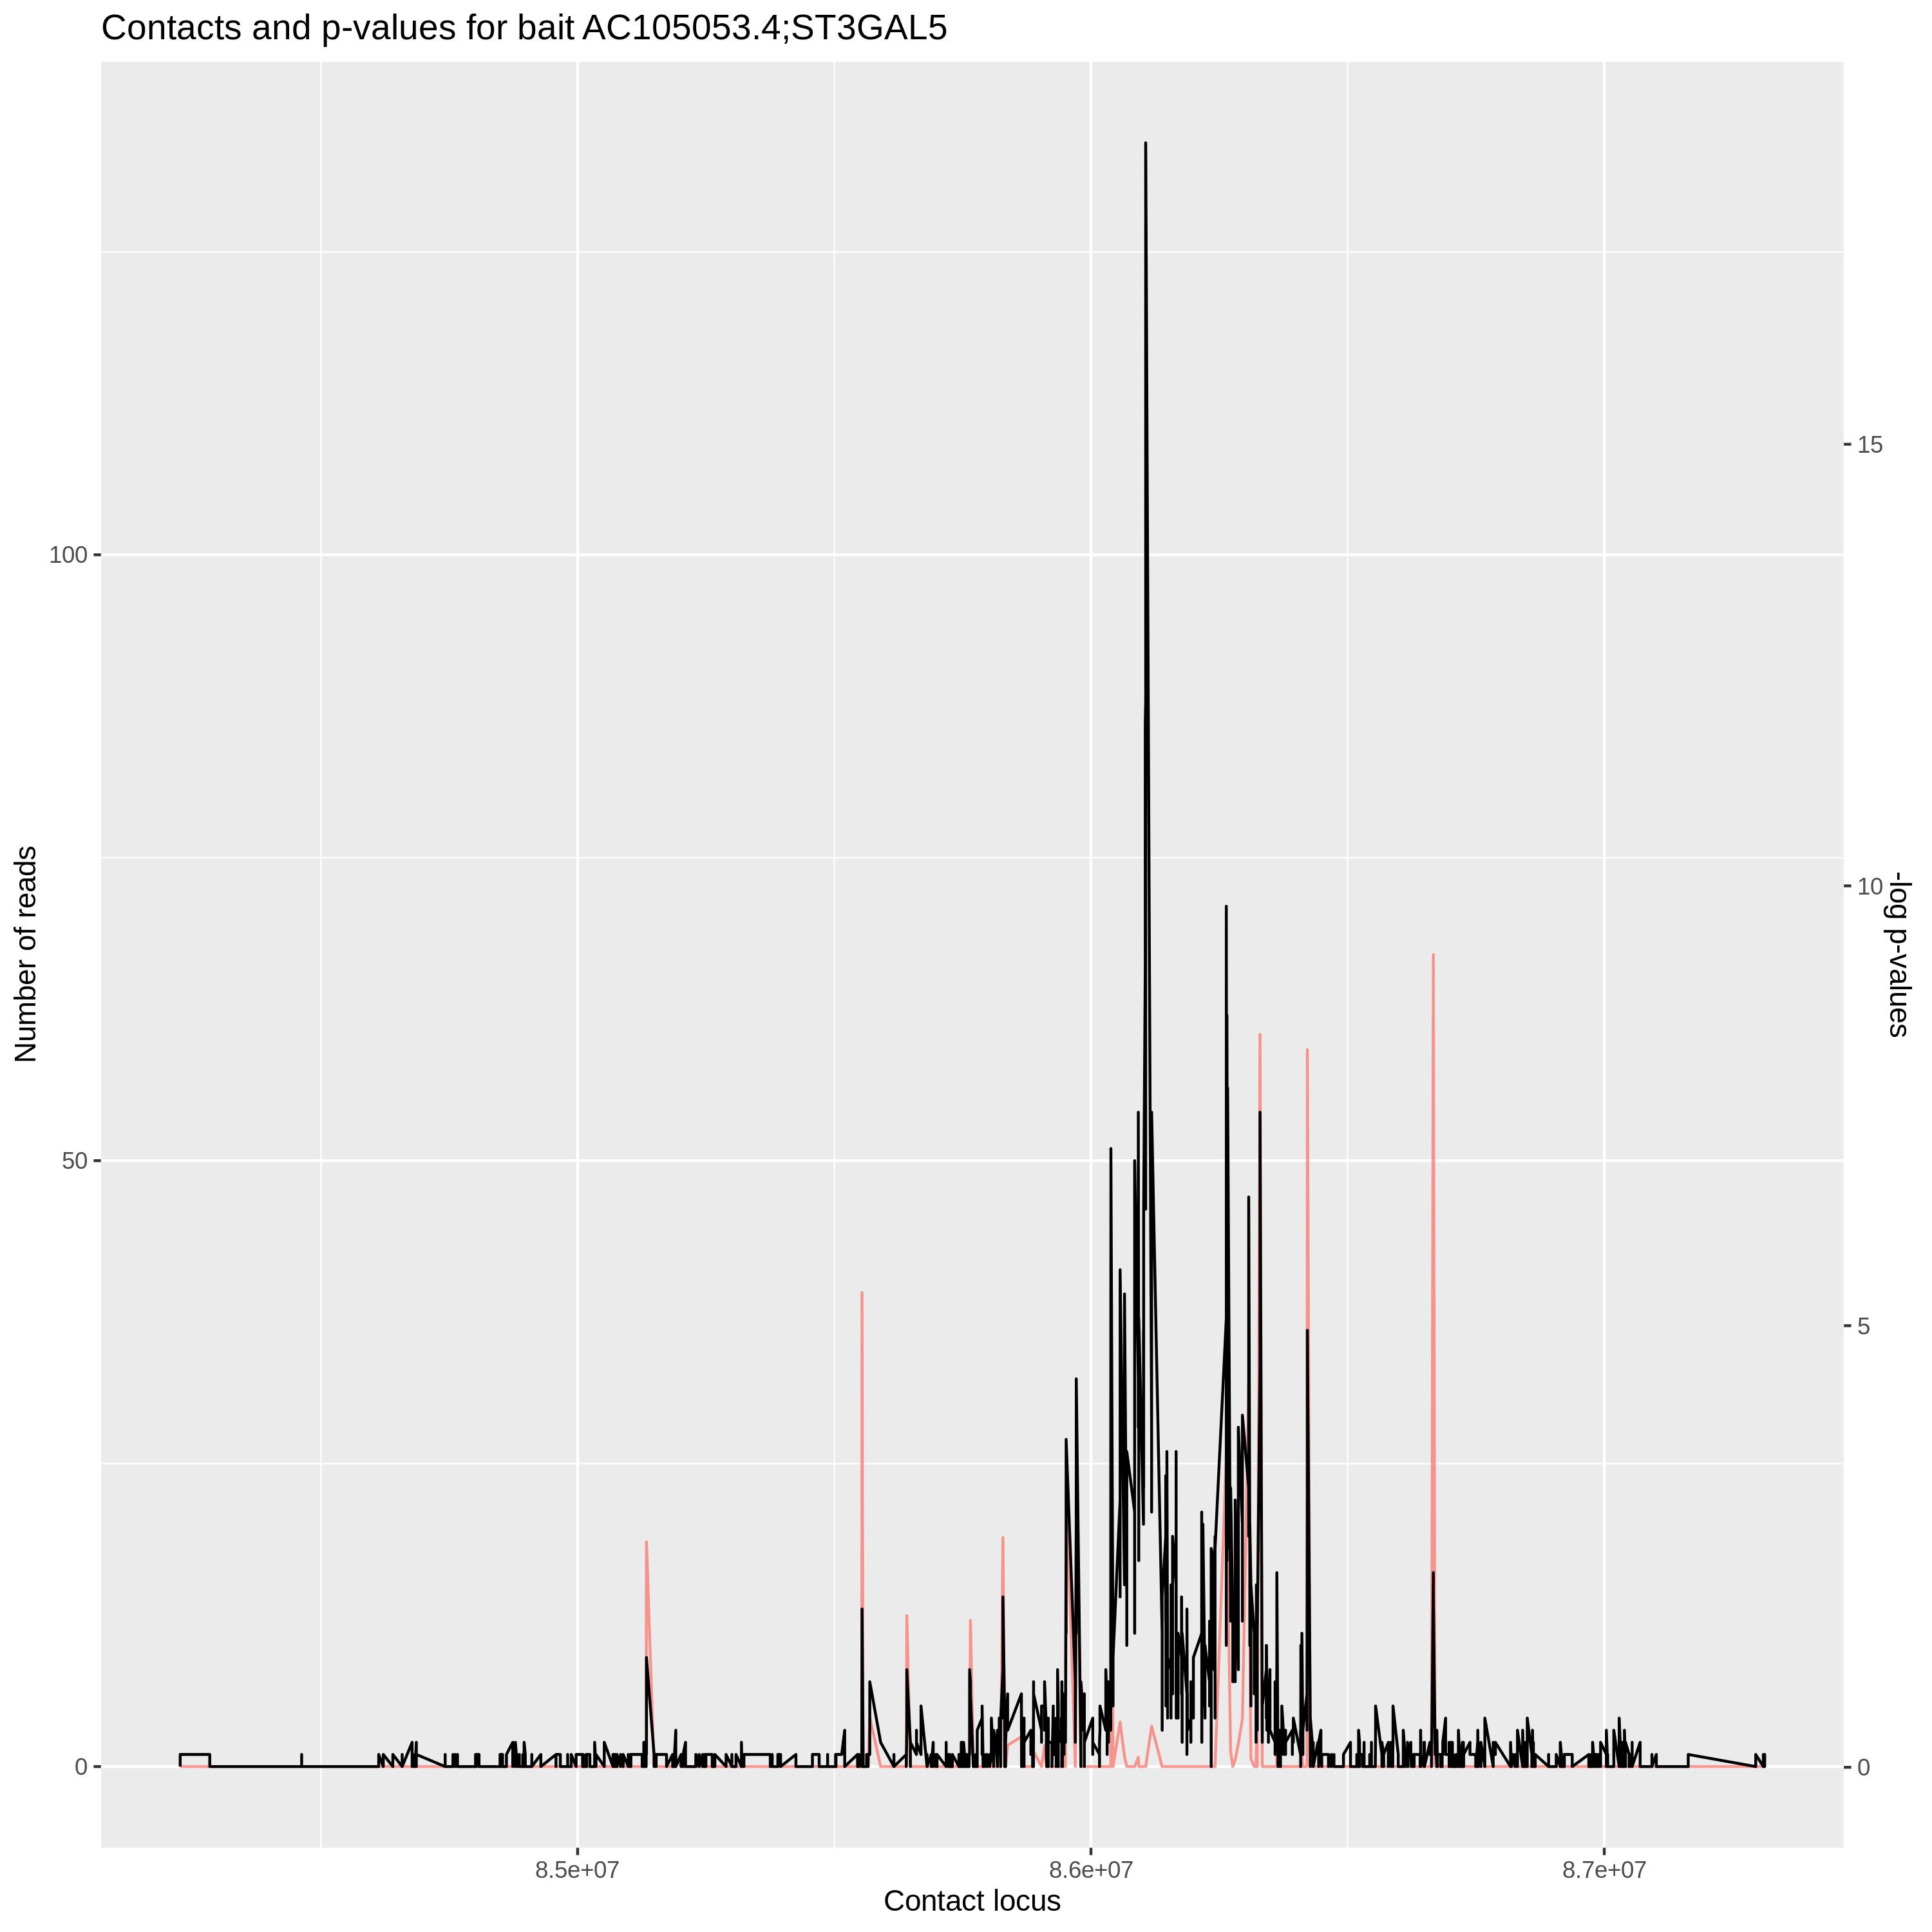 Contacts and p-values for bait AC105053.4;ST3GAL5
Number of reads
100
50
0
15
10
5
0
-log p-values
8.5e+07
8.6e+07
8.7e+07
Contact locus